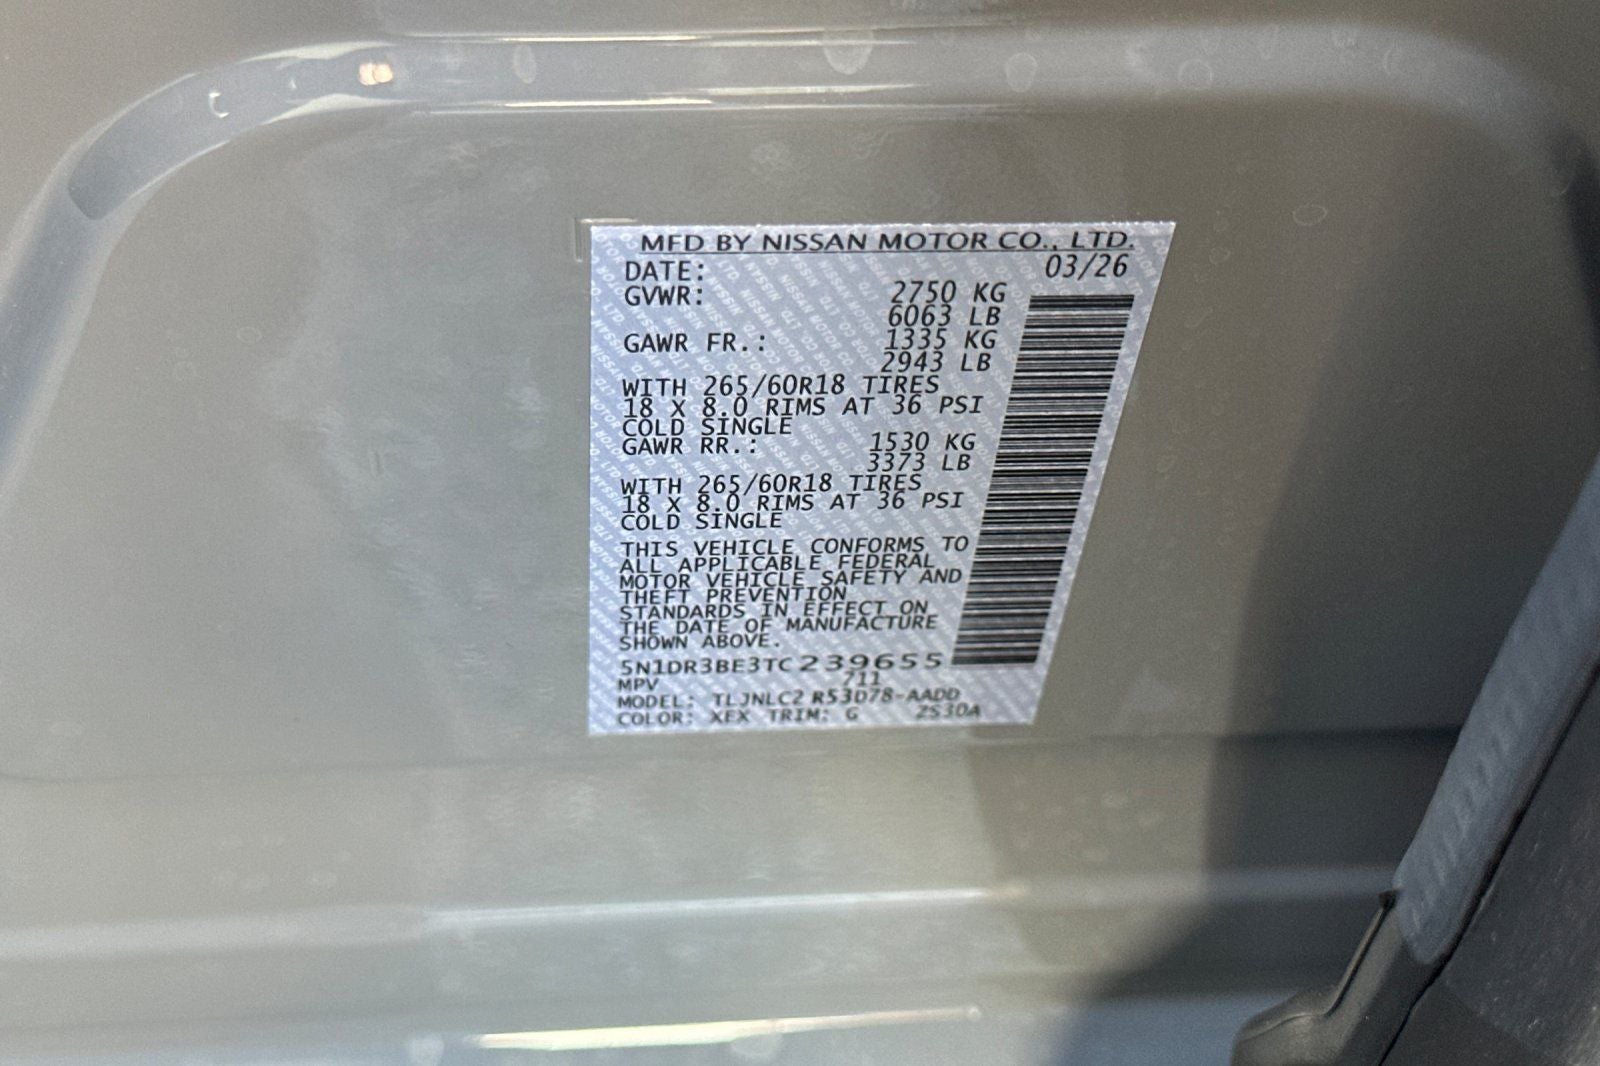 MFD BY NISSAN MOTOR CO., LTD.
DATE: 03/26
GVWR: 2750 KG
6063 LB
GAWR FR.: 1335 KG
2943 LB
WITH 265/60R18 TIRES
18 X 8.0 RIMS AT 36 PSI
COLD SINGLE
GAWR RR.: 1530 KG
3373 LB
WITH 265/60R18 TIRES
18 X 8.0 RIMS AT 36 PSI
COLD SINGLE
THIS VEHICLE CONFORMS TO
ALL APPLICABLE FEDERAL
MOTOR VEHICLE SAFETY AND
THEFT PREVENTION
STANDARDS IN EFFECT ON
THE DATE OF MANUFACTURE
SHOWN ABOVE.
5N1DR3BE3TC239655
MPV 711
MODEL: TLJNLC2 R53D78-AADD
COLOR: XEX TRIM: G 2S30A